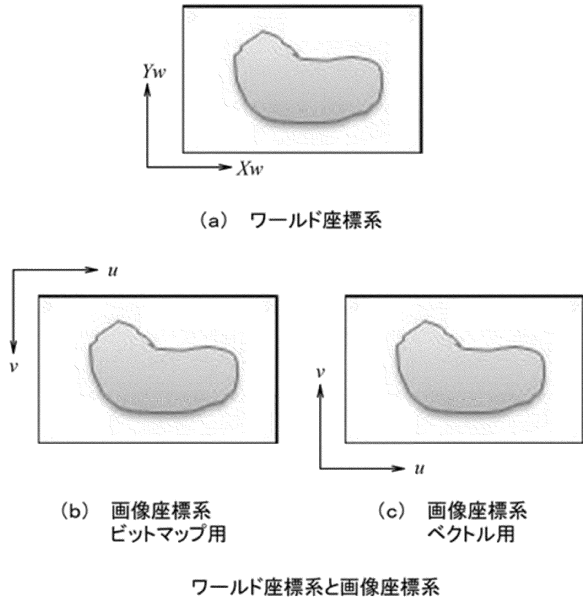 Yw
Xw
(a) ワールド座標系
u
v
v
u
(b) 画像座標系
ビットマップ用
(c) 画像座標系
ベクトル用
ワールド座標系と画像座標系